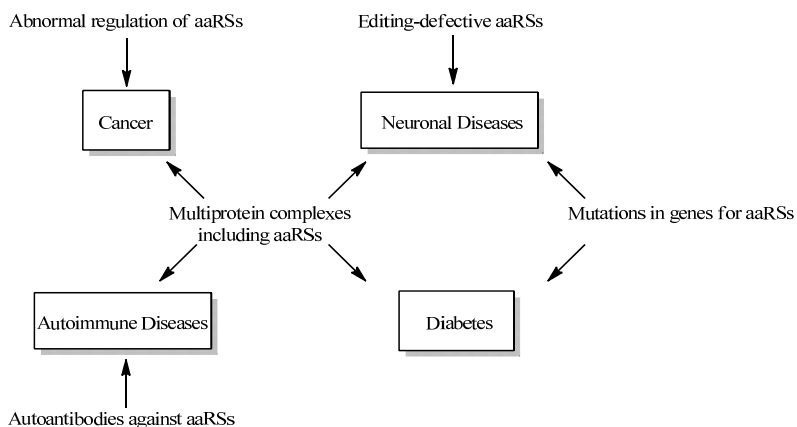 Abnormal regulation of aaRSs
Editing-defective aaRSs
Cancer
Neuronal Diseases
Multiprotein complexes
including aaRSs
Mutations in genes for aaRSs
Autoimmune Diseases
Diabetes
Autoantibodies against aaRSs